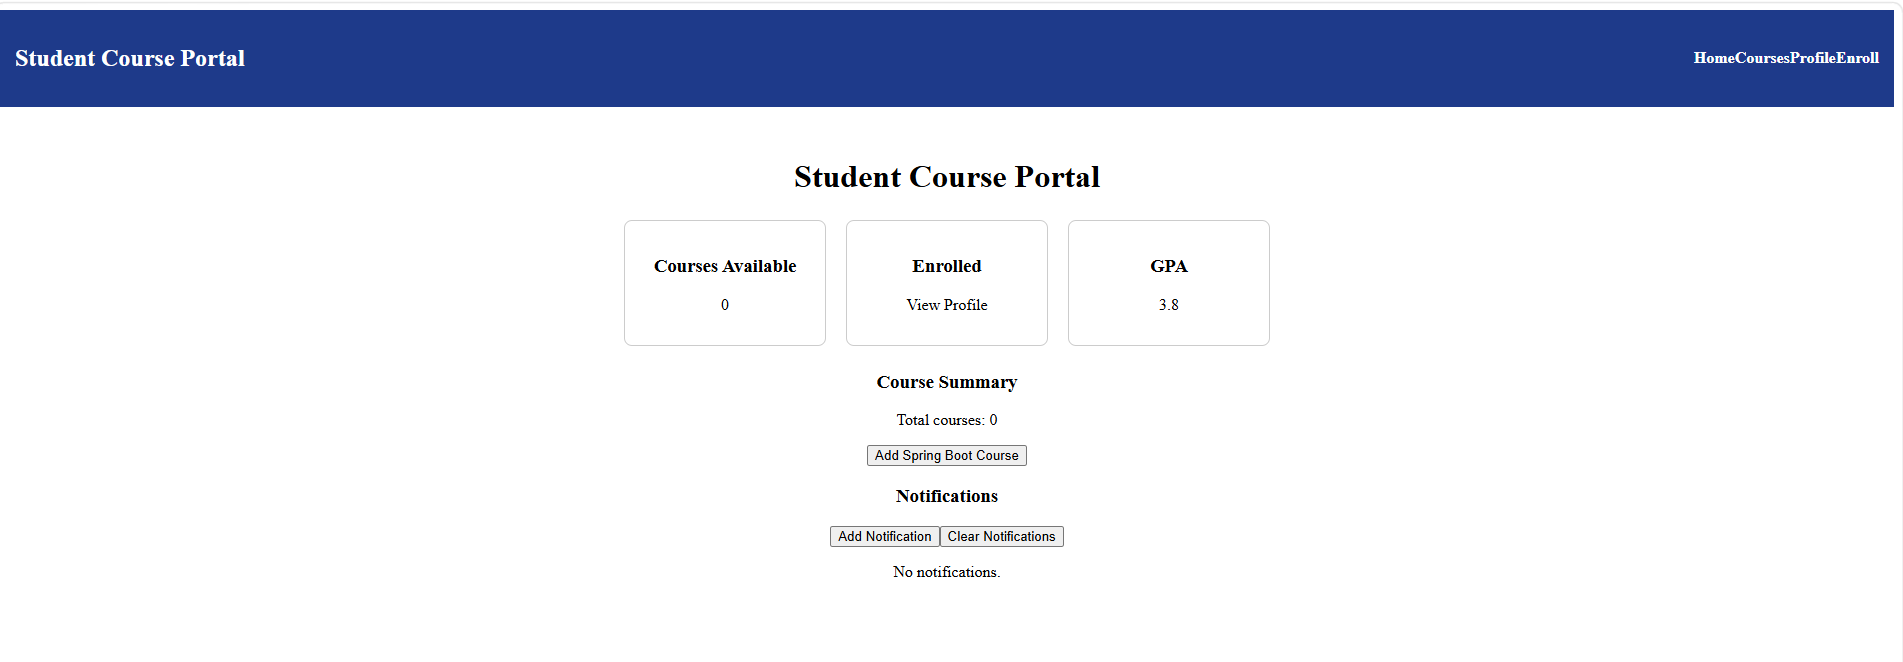 Student Course Portal
HomeCoursesProfileEnroll
Student Course Portal
Courses Available
0
Enrolled
View Profile
GPA
3.8
Course Summary
Total courses: 0
Add Spring Boot Course
Notifications
Add Notification Clear Notifications
No notifications.